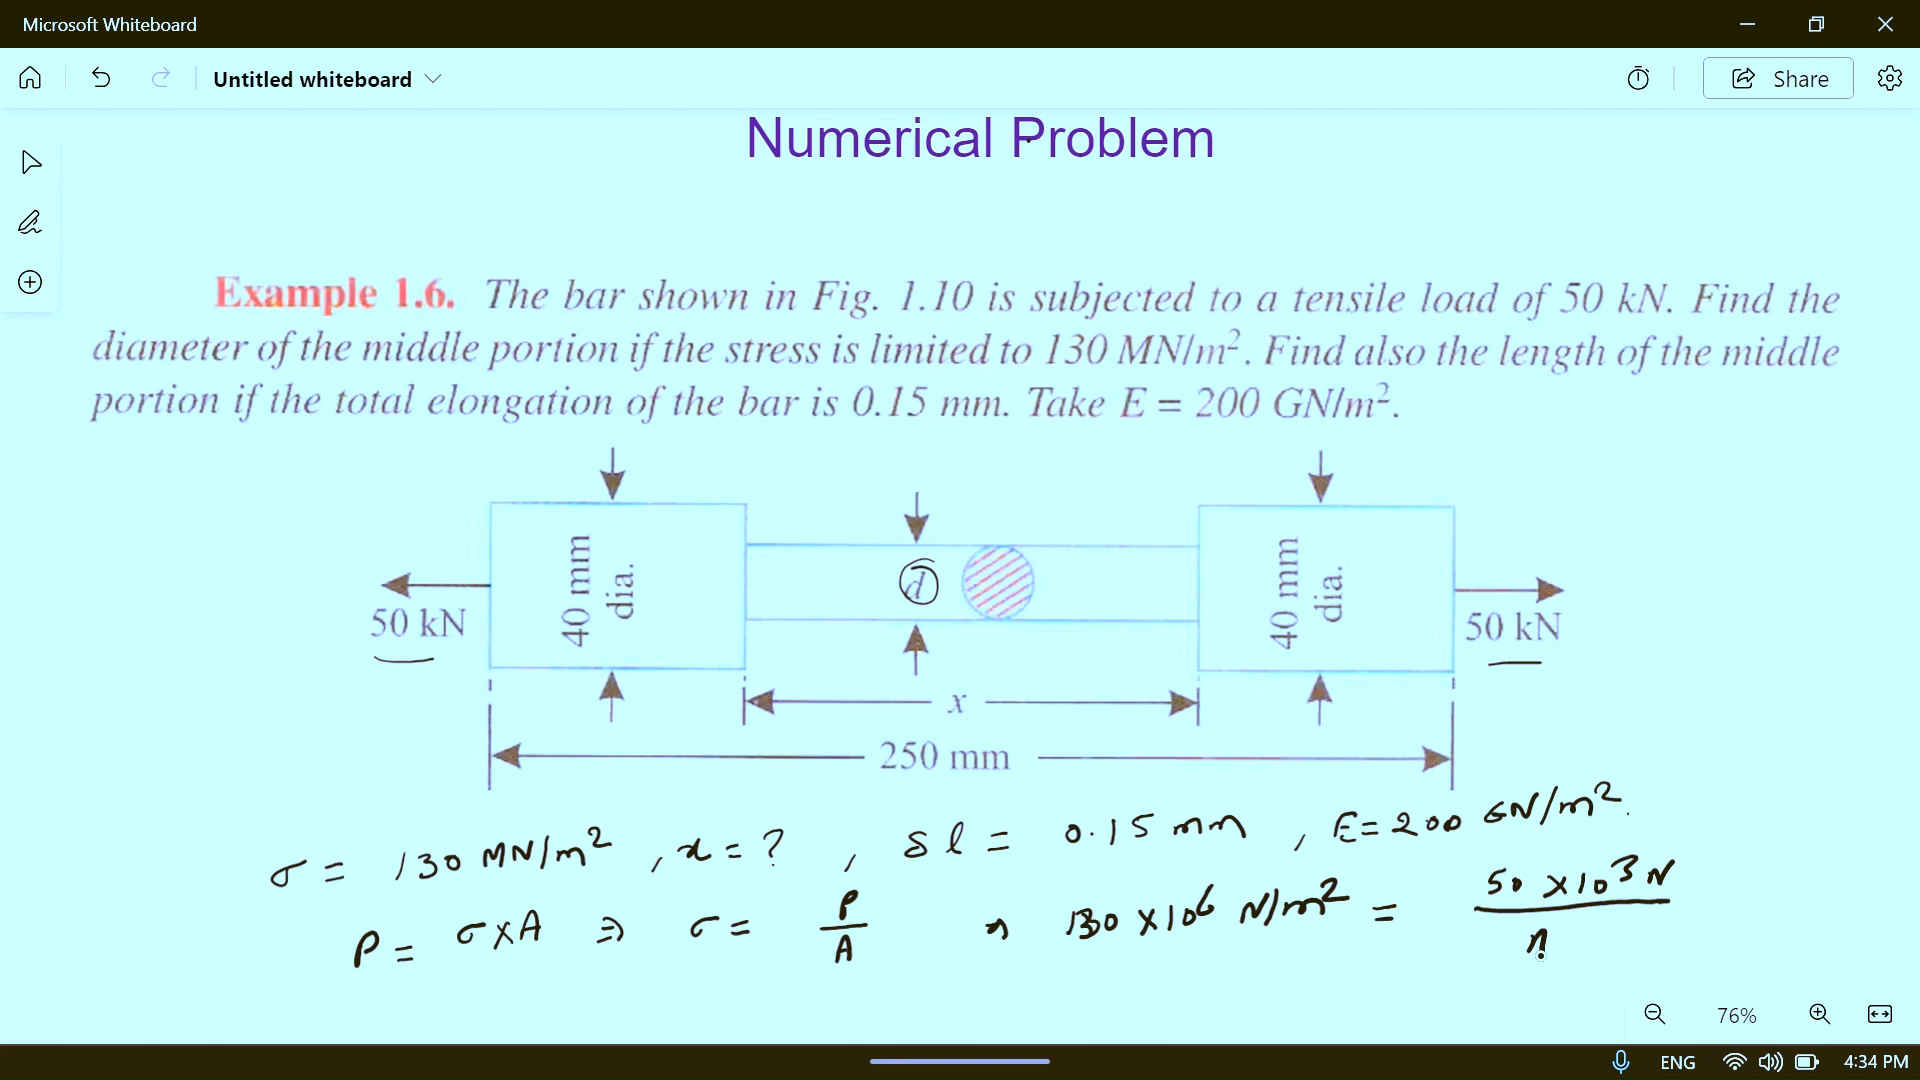 Microsoft Whiteboard
Untitled whiteboard
Share
Numerical Problem
Example 1.6. The bar shown in Fig. 1.10 is subjected to a tensile load of 50 kN. Find the
diameter of the middle portion if the stress is limited to 130 MN/m². Find also the length of the middle
portion if the total elongation of the bar is 0.15 mm. Take E = 200 GN/m².
40 mm
dia.
d
40 mm
dia.
50 kN
50 kN
x
250 mm
σ = 130 MN/m², x = ?, δl = 0.15 mm, E = 200 GN/m².
P = σ×A ⇒ σ = P/A 130 ×10⁶ N/m² = 50 ×10³ N
76%
ENG
4:34 PM